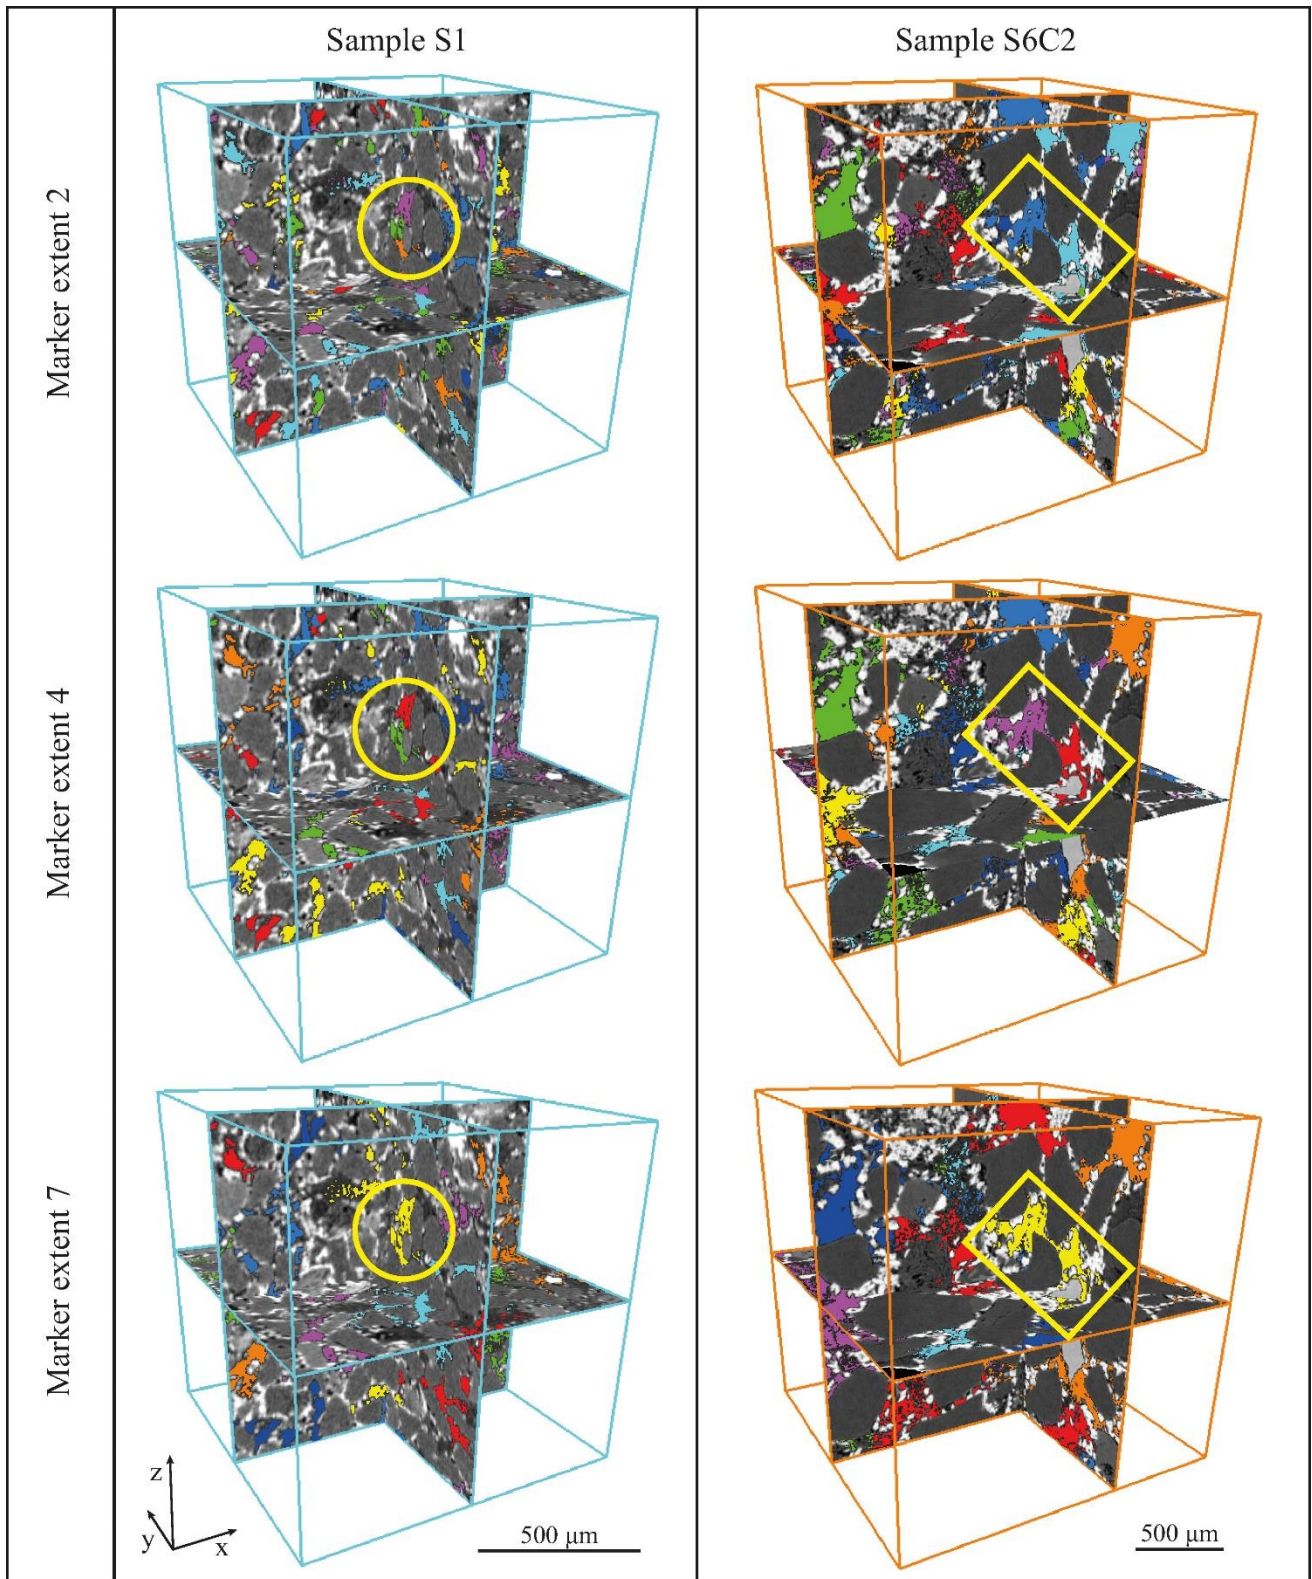 Sample S1
Sample S6C2
Marker extent 2
Marker extent 4
Marker extent 7
z
y
x
500 μm
500 μm